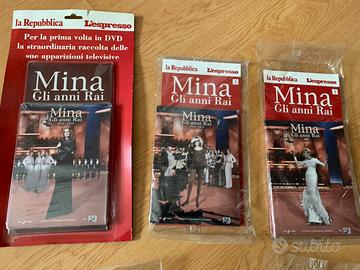 la Repubblica L'espresso
Per la prima volta in DVD
la straordinaria raccolta delle
sue apparizioni televisive
Mina
Gli anni Rai
Mina
Gli anni Rai
la Repubblica L'espresso
Mina
Gli anni Rai
Mina
Gli anni Rai
la Repubblica L'espresso
Mina
Gli anni Rai
Mina
Gli anni Rai
subito